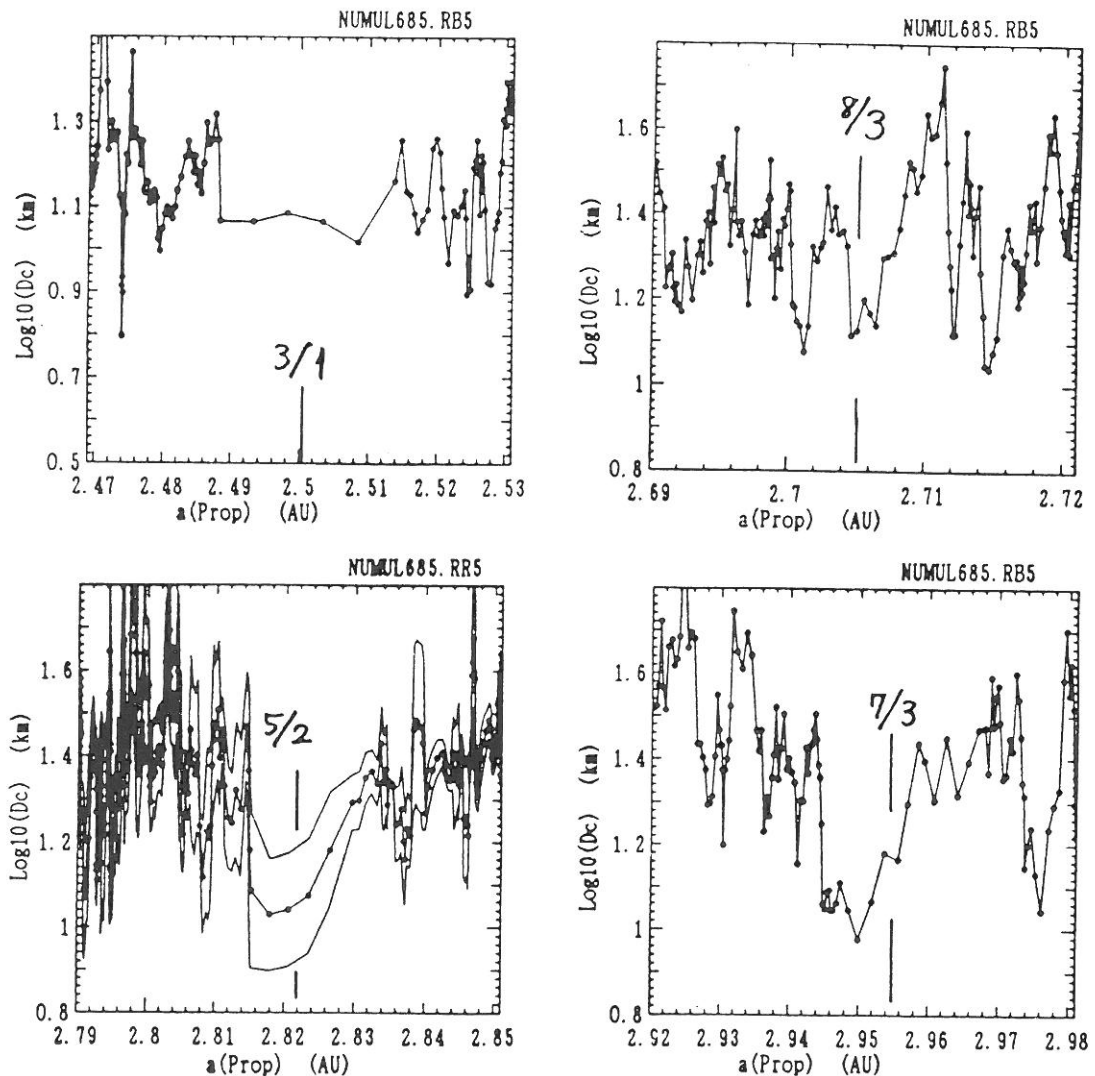 NUMUL685.RB5
Log10(Dc) (km)
1.3
1.1
0.9
0.7
0.5
3/1
2.47 2.48 2.49 2.5 2.51 2.52 2.53
a(Prop) (AU)
NUMUL685.RB5
Log10(Dc) (km)
1.6
1.4
1.2
1
0.8
8/3
2.69 2.7 2.71 2.72
a(Prop) (AU)
NUMUL685.RR5
Log10(Dc) (km)
1.6
1.4
1.2
1
0.8
5/2
2.79 2.8 2.81 2.82 2.83 2.84 2.85
a(Prop) (AU)
NUMUL685.RB5
Log10(Dc) (km)
1.6
1.4
1.2
1
0.8
7/3
2.92 2.93 2.94 2.95 2.96 2.97 2.98
a(Prop) (AU)